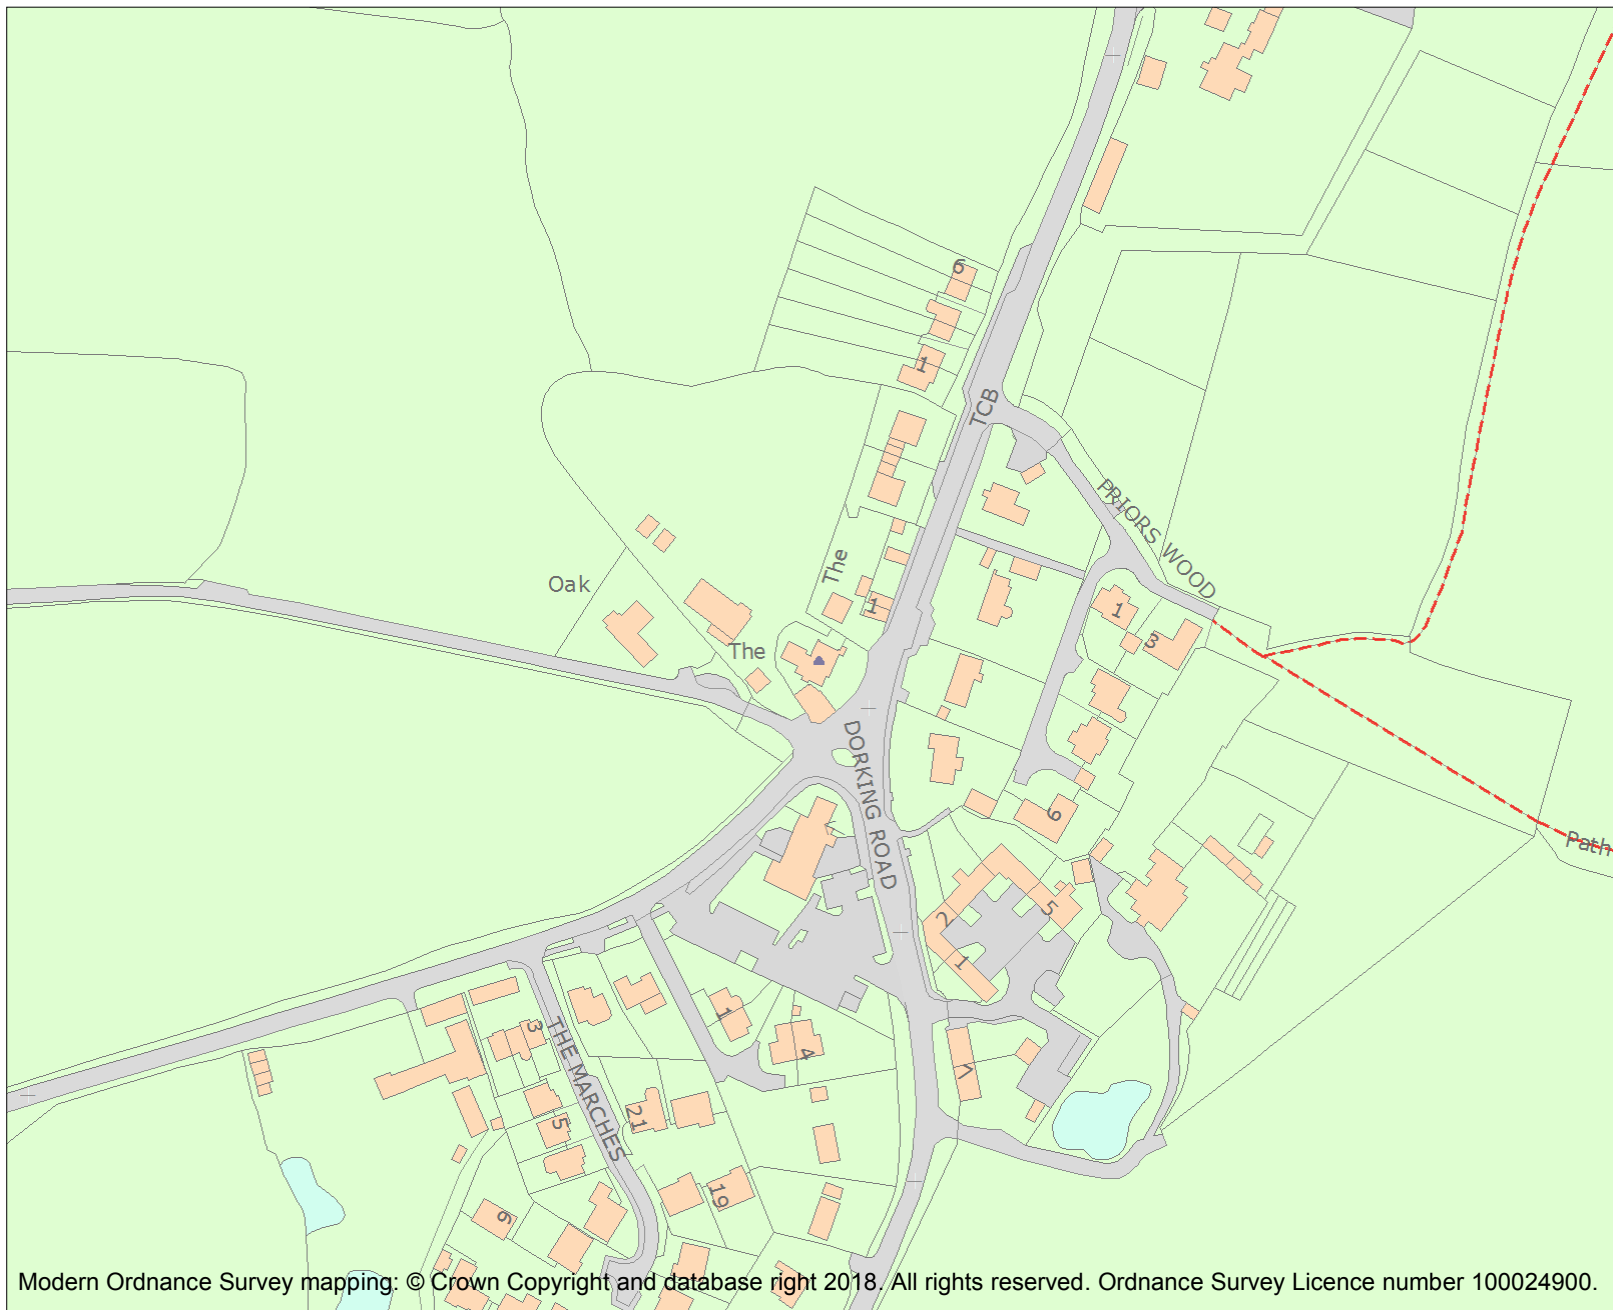 6
1
TCB
PRIORS WOOD
The
Oak
1
1
3
The
DORKING ROAD
6
Path
2
5
1
3
THE MARCHES
1
4
7
21
5
19
9
Modern Ordnance Survey mapping: © Crown Copyright and database right 2018. All rights reserved. Ordnance Survey Licence number 100024900.